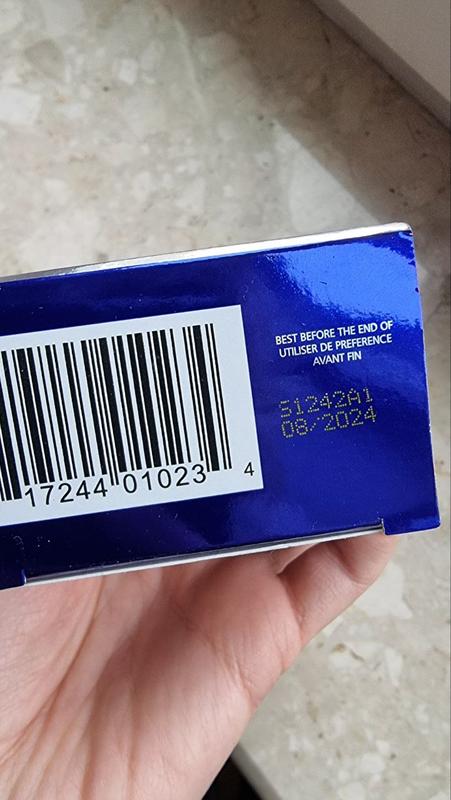 BEST BEFORE THE END OF
UTILISER DE PREFERENCE
AVANT FIN
S1242A1
08/2024
17244 01023 4